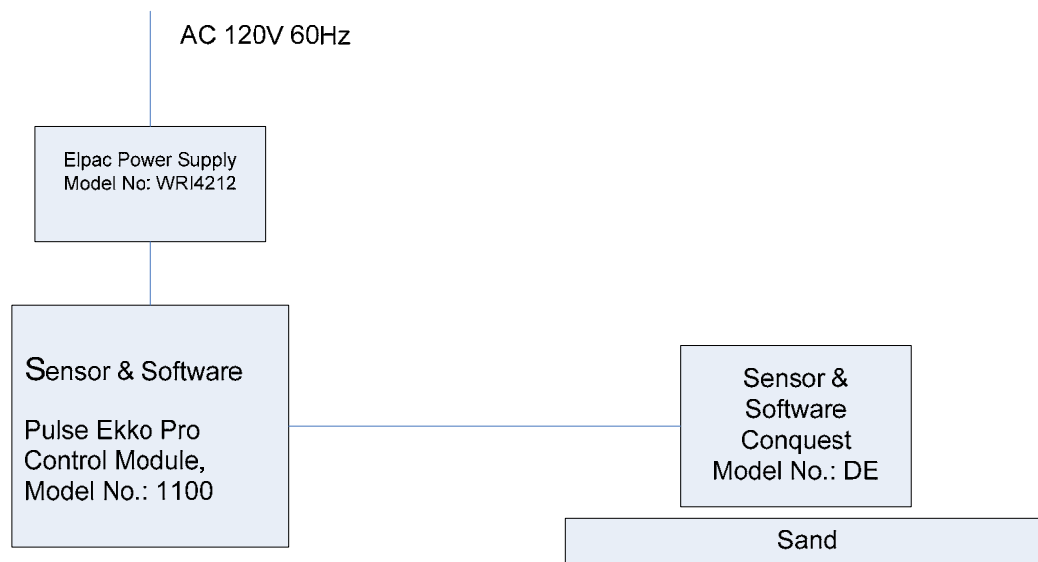 AC 120V 60Hz
Elpac Power Supply
Model No: WRI4212
Sensor & Software
Pulse Ekko Pro
Control Module,
Model No.: 1100
Sensor &
Software
Conquest
Model No.: DE
Sand